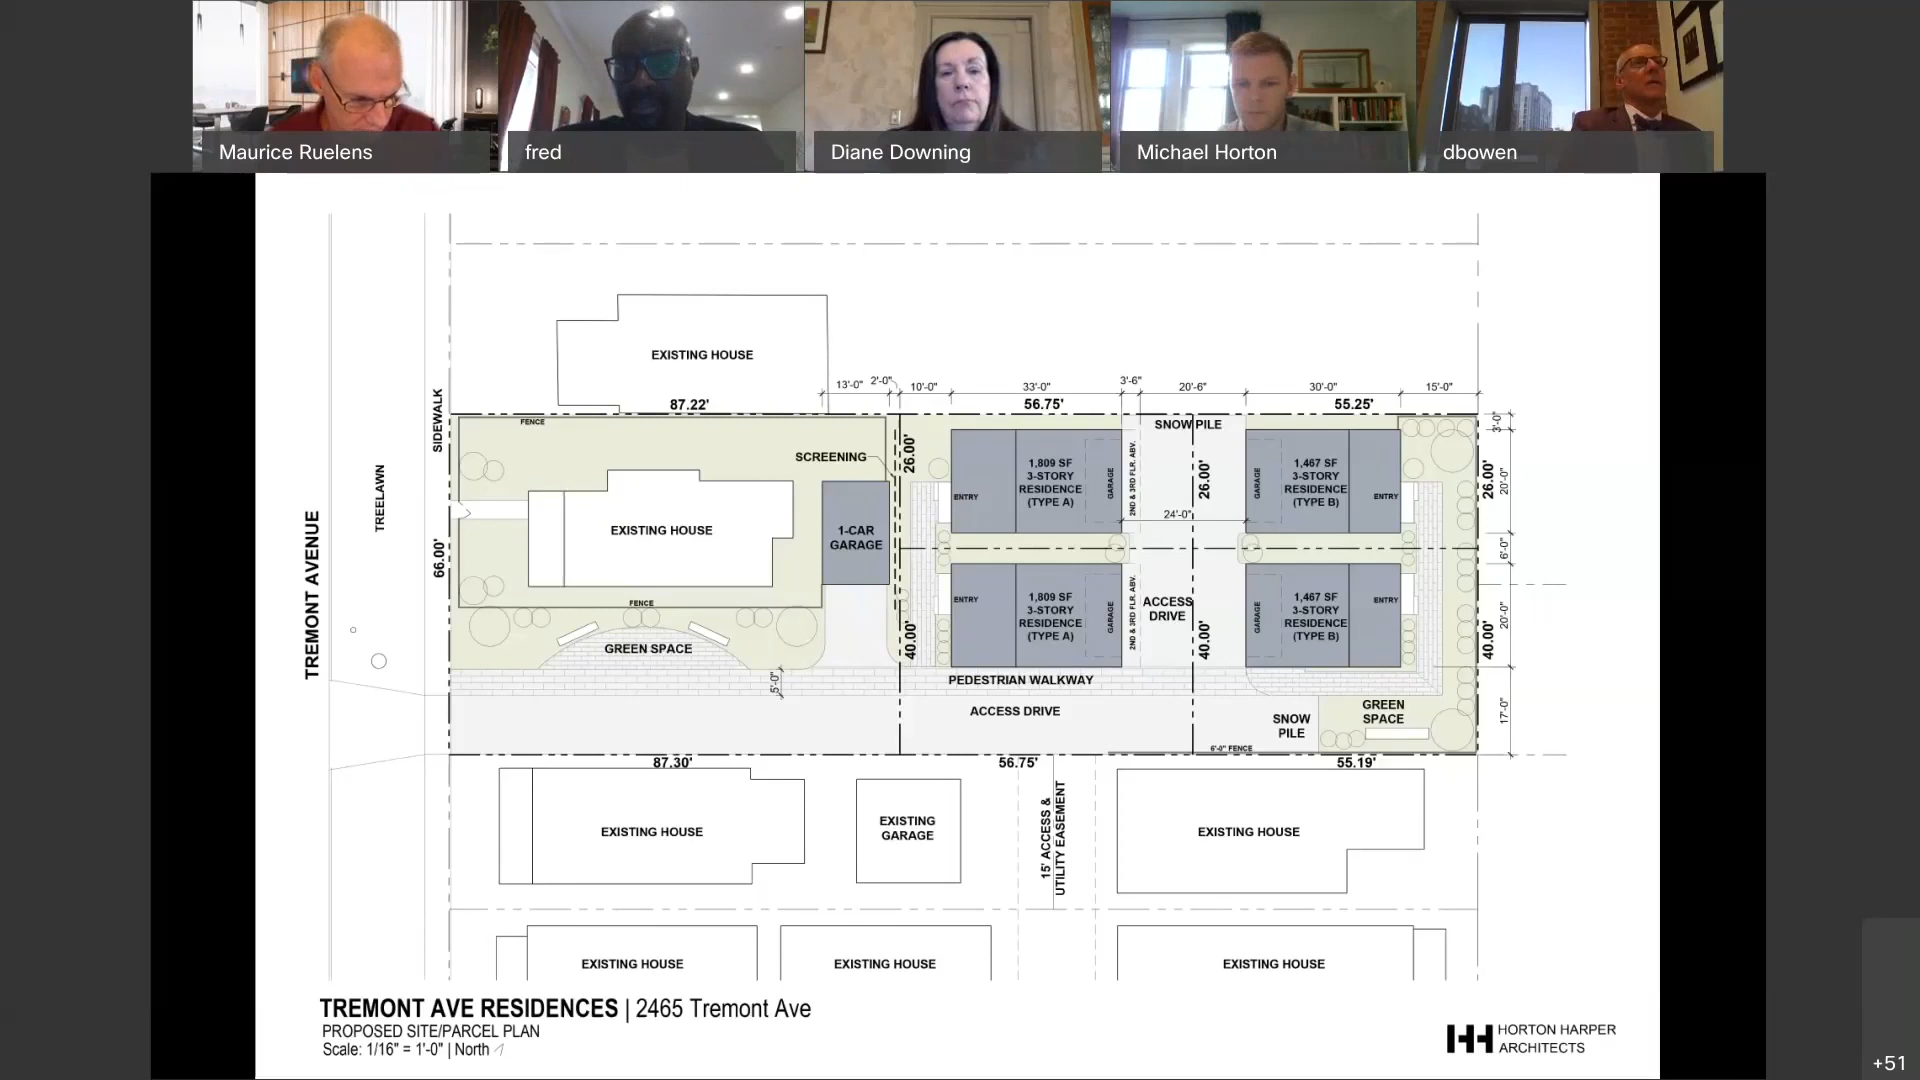 Maurice Ruelens
fred
Diane Downing
Michael Horton
dbowen
EXISTING HOUSE
13'-0"
2'-0"
10'-0"
33'-0"
3'-6"
20'-6"
30'-0"
15'-0"
87.22'
56.75'
55.25'
SIDEWALK
TREELAWN
TREMONT AVENUE
66.00'
FENCE
SCREENING
26.00'
SNOW PILE
3'-0"
EXISTING HOUSE
1-CAR
GARAGE
ENTRY
1,809 SF
3-STORY
RESIDENCE
(TYPE A)
GARAGE
2ND & 3RD FLR. ABV.
26.00'
GARAGE
1,467 SF
3-STORY
RESIDENCE
(TYPE B)
ENTRY
26.00'
20'-0"
24'-0"
6'-0"
FENCE
GREEN SPACE
40.00'
ENTRY
1,809 SF
3-STORY
RESIDENCE
(TYPE A)
GARAGE
2ND & 3RD FLR. ABV.
ACCESS
DRIVE
40.00'
GARAGE
1,467 SF
3-STORY
RESIDENCE
(TYPE B)
ENTRY
40.00'
20'-0"
5'-0"
PEDESTRIAN WALKWAY
ACCESS DRIVE
SNOW
PILE
GREEN
SPACE
17'-0"
6'-0" FENCE
87.30'
56.75'
55.19'
EXISTING HOUSE
EXISTING
GARAGE
15' ACCESS &
UTILITY EASEMENT
EXISTING HOUSE
EXISTING HOUSE
EXISTING HOUSE
EXISTING HOUSE
TREMONT AVE RESIDENCES | 2465 Tremont Ave
PROPOSED SITE/PARCEL PLAN
Scale: 1/16" = 1'-0" | North
HORTON HARPER
ARCHITECTS
+51